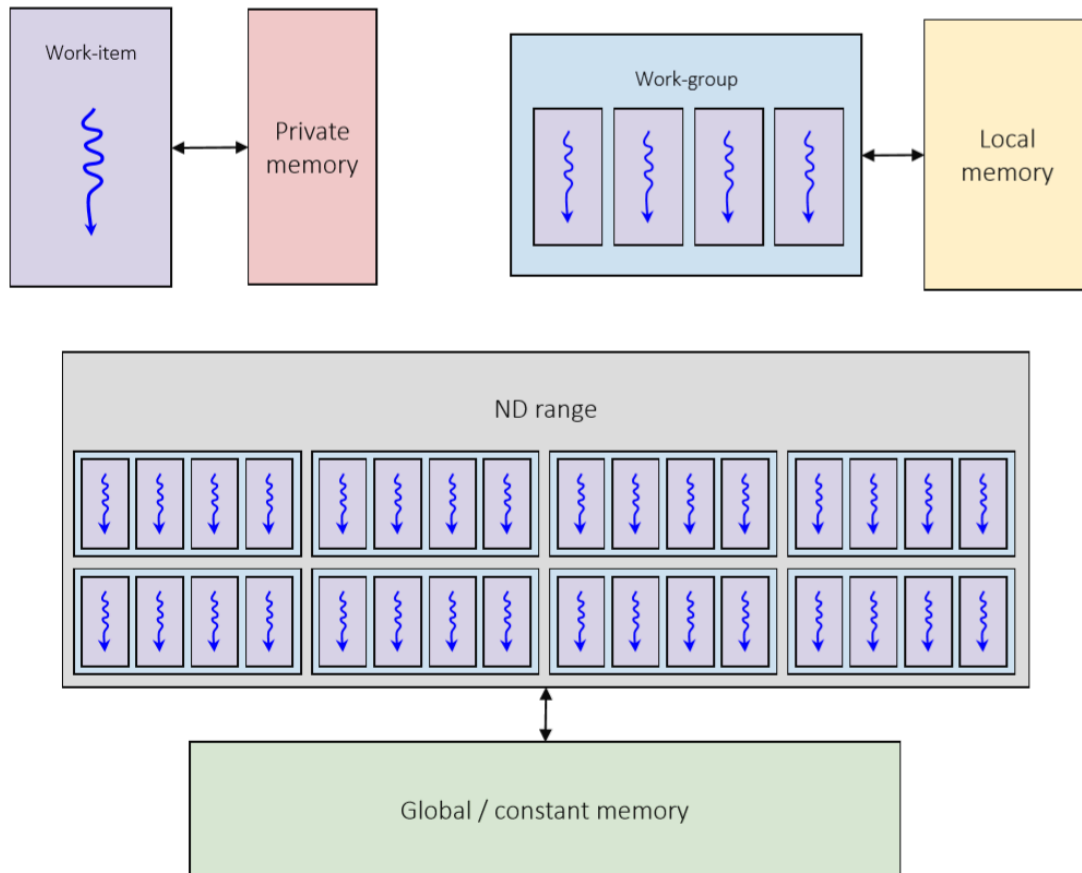 Work-item
Private
memory
Work-group
Local
memory
ND range
Global / constant memory